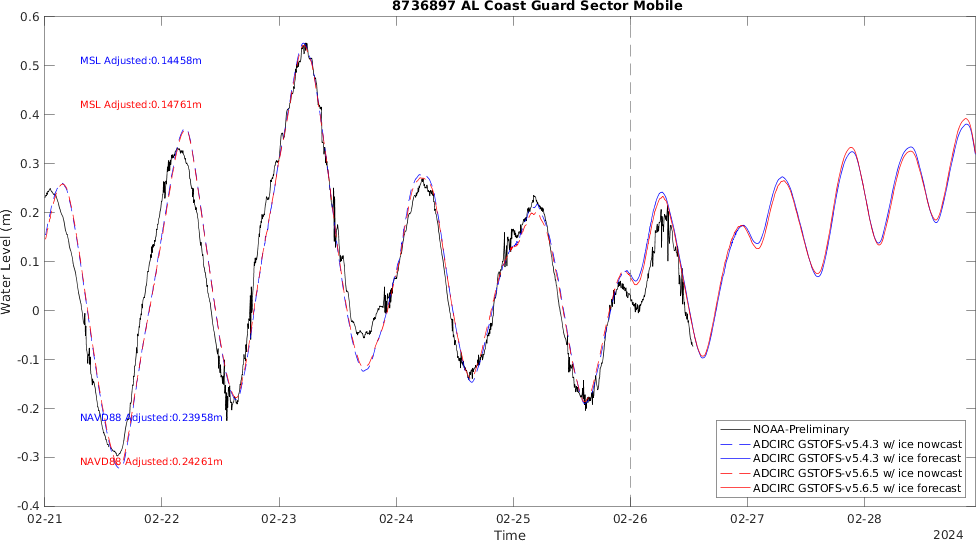 8736897 AL Coast Guard Sector Mobile
0.6
0.5
0.4
0.3
0.2
0.1
0
-0.1
-0.2
-0.3
-0.4
Water Level (m)
MSL Adjusted:0.14458m
MSL Adjusted:0.14761m
NAVD88 Adjusted:0.23958m
NAVD88 Adjusted:0.24261m
NOAA-Preliminary
ADCIRC GSTOFS-v5.4.3 w/ ice nowcast
ADCIRC GSTOFS-v5.4.3 w/ ice forecast
ADCIRC GSTOFS-v5.6.5 w/ ice nowcast
ADCIRC GSTOFS-v5.6.5 w/ ice forecast
02-21 02-22 02-23 02-24 02-25 02-26 02-27 02-28
Time
2024